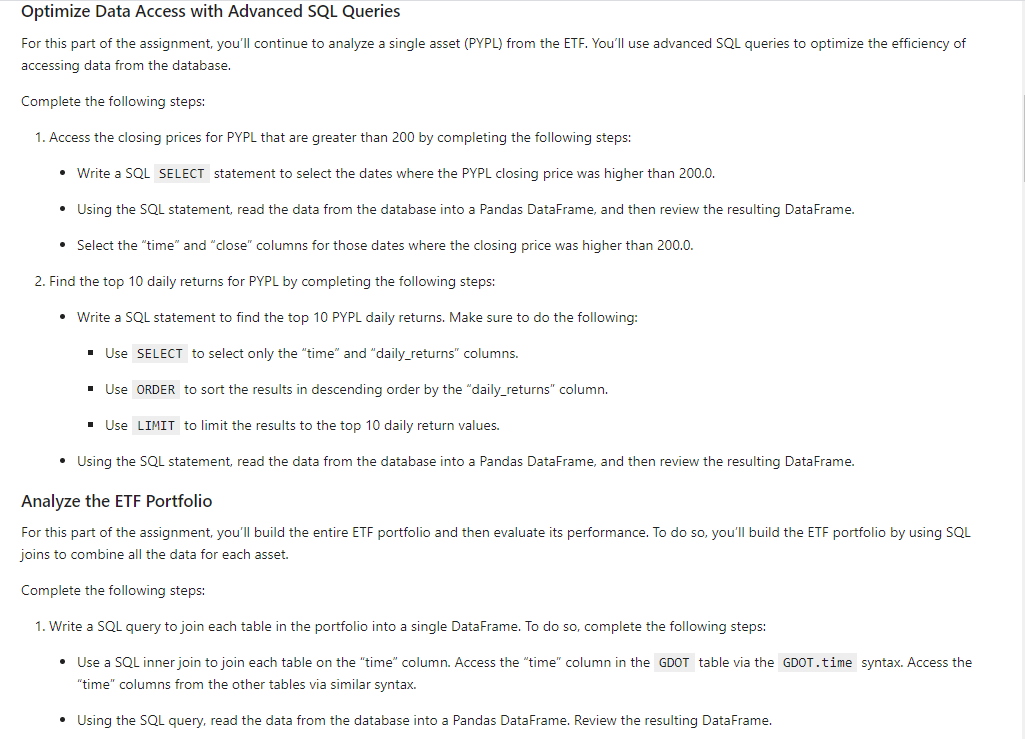 Optimize Data Access with Advanced SQL Queries
For this part of the assignment, you'll continue to analyze a single asset (PYPL) from the ETF. You'll use advanced SQL queries to optimize the efficiency of
accessing data from the database.
Complete the following steps:
1. Access the closing prices for PYPL that are greater than 200 by completing the following steps:
• Write a SQL SELECT statement to select the dates where the PYPL closing price was higher than 200.0.
• Using the SQL statement, read the data from the database into a Pandas DataFrame, and then review the resulting DataFrame.
• Select the "time" and "close" columns for those dates where the closing price was higher than 200.0.
2. Find the top 10 daily returns for PYPL by completing the following steps:
• Write a SQL statement to find the top 10 PYPL daily returns. Make sure to do the following:
▪ Use SELECT to select only the "time" and "daily_returns" columns.
▪ Use ORDER to sort the results in descending order by the "daily_returns" column.
▪ Use LIMIT to limit the results to the top 10 daily return values.
• Using the SQL statement, read the data from the database into a Pandas DataFrame, and then review the resulting DataFrame.
Analyze the ETF Portfolio
For this part of the assignment, you'll build the entire ETF portfolio and then evaluate its performance. To do so, you'll build the ETF portfolio by using SQL
joins to combine all the data for each asset.
Complete the following steps:
1. Write a SQL query to join each table in the portfolio into a single DataFrame. To do so, complete the following steps:
• Use a SQL inner join to join each table on the "time" column. Access the "time" column in the GDOT table via the GDOT.time syntax. Access the
"time" columns from the other tables via similar syntax.
• Using the SQL query, read the data from the database into a Pandas DataFrame. Review the resulting DataFrame.